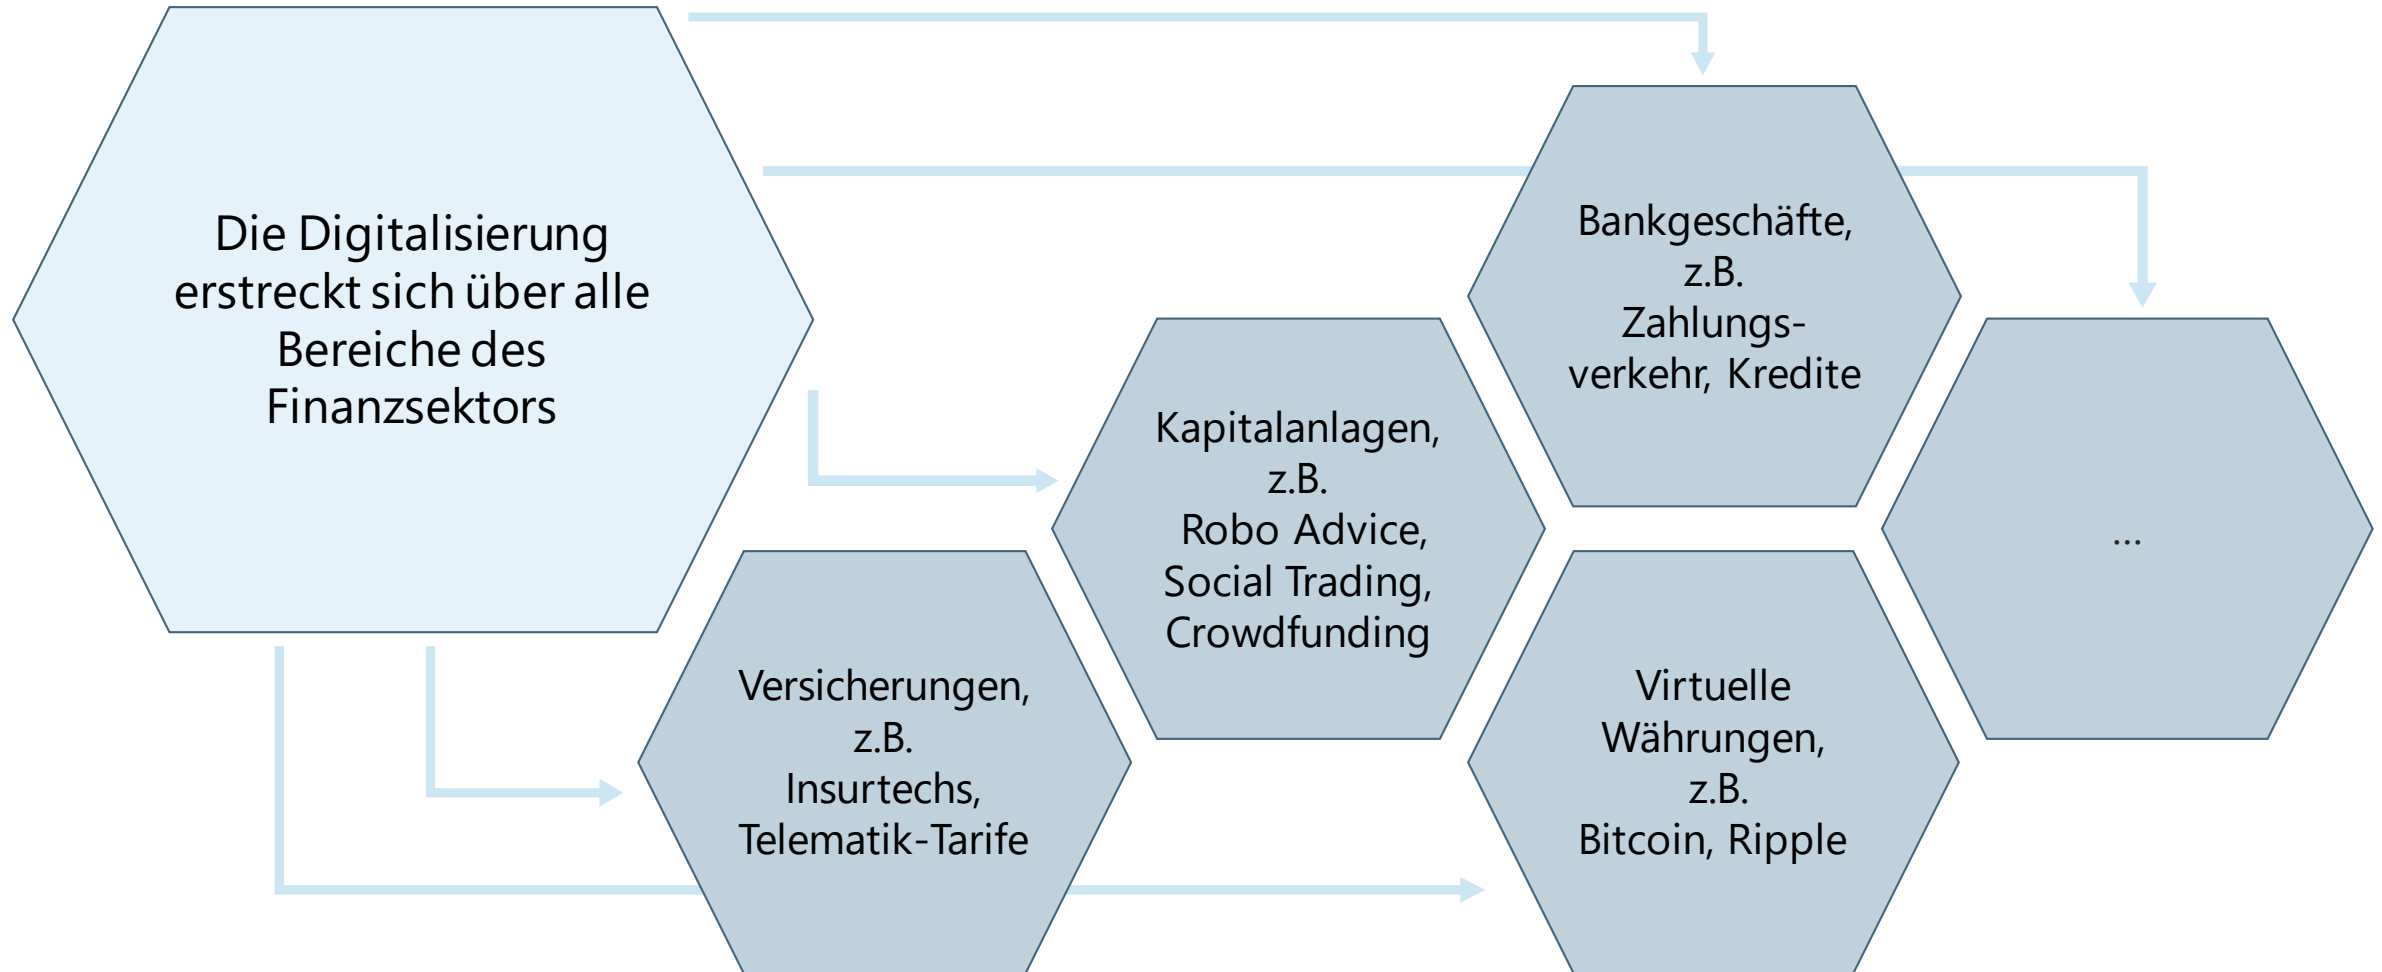 Die Digitalisierung
erstreckt sich über alle
Bereiche des
Finanzsektors
Bankgeschäfte,
z.B.
Zahlungs-
verkehr, Kredite
Kapitalanlagen,
z.B.
Robo Advice,
Social Trading,
Crowdfunding
...
Versicherungen,
z.B.
Insurtechs,
Telematik-Tarife
Virtuelle
Währungen,
z.B.
Bitcoin, Ripple